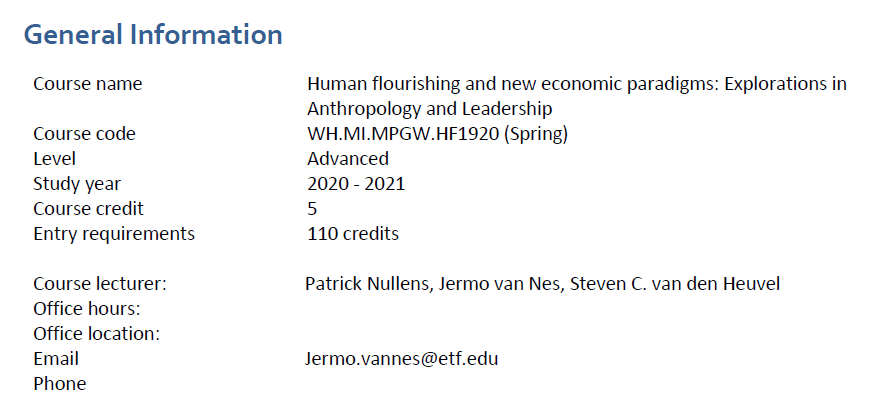 General Information
Course name Human flourishing and new economic paradigms: Explorations in
Anthropology and Leadership
Course code WH.MI.MPGW.HF1920 (Spring)
Level Advanced
Study year 2020 - 2021
Course credit 5
Entry requirements 110 credits
Course lecturer: Patrick Nullens, Jermo van Nes, Steven C. van den Heuvel
Office hours:
Office location:
Email Jermo.vannes@etf.edu
Phone